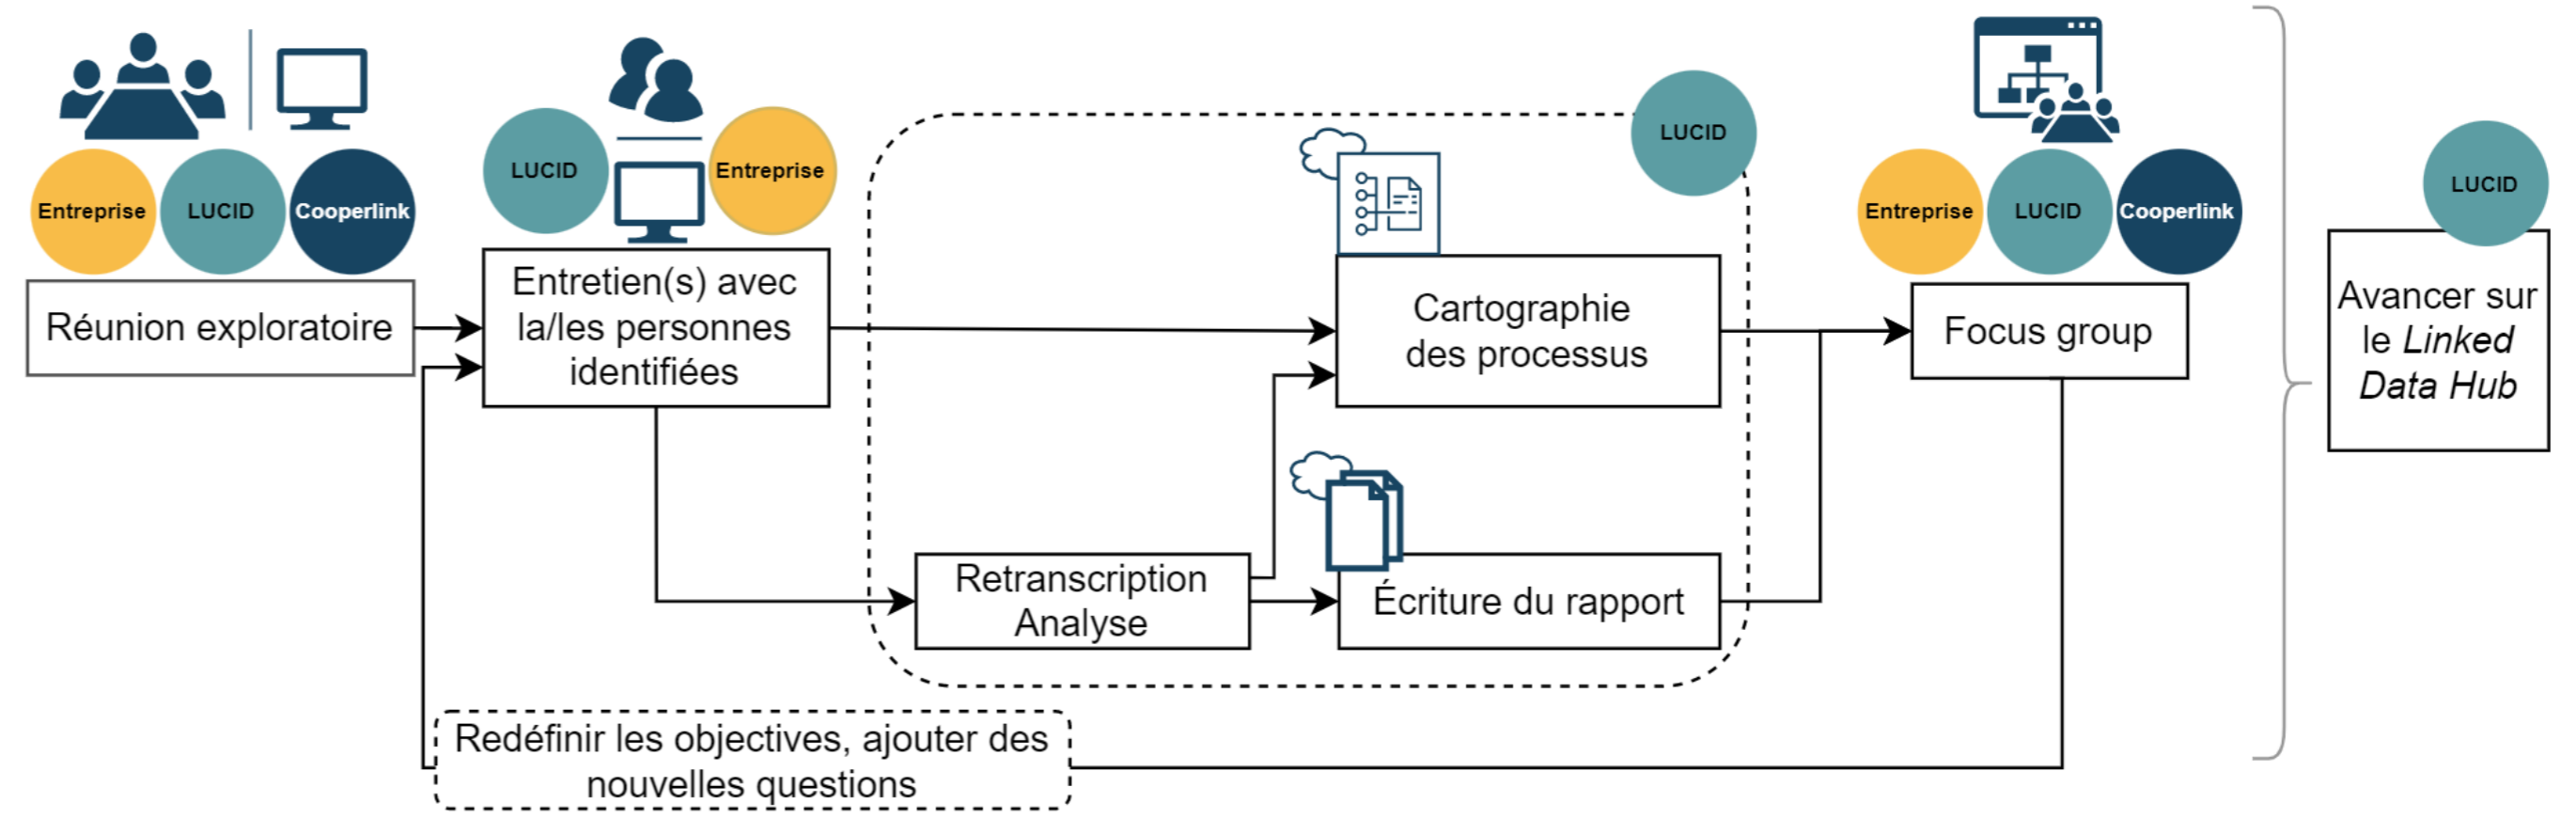 Entreprise
LUCID
Cooperlink
Réunion exploratoire
LUCID
Entreprise
Entretien(s) avec
la/les personnes
identifiées
LUCID
Cartographie
des processus
Retranscription
Analyse
Écriture du rapport
Entreprise
LUCID
Cooperlink
Focus group
Redéfinir les objectives, ajouter des
nouvelles questions
LUCID
Avancer sur
le Linked
Data Hub